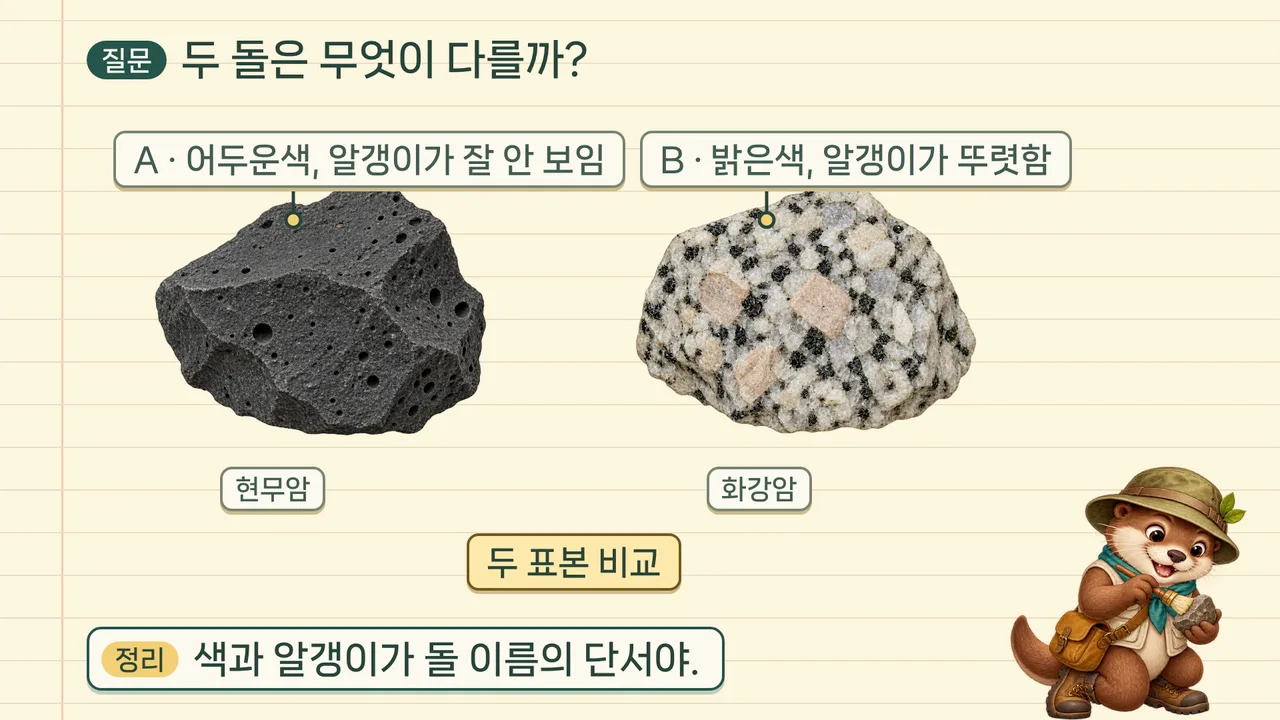 질문 두 돌은 무엇이 다를까?
A · 어두운색, 알갱이가 잘 안 보임
B · 밝은색, 알갱이가 뚜렷함
현무암
화강암
두 표본 비교
정리 색과 알갱이가 돌 이름의 단서야.